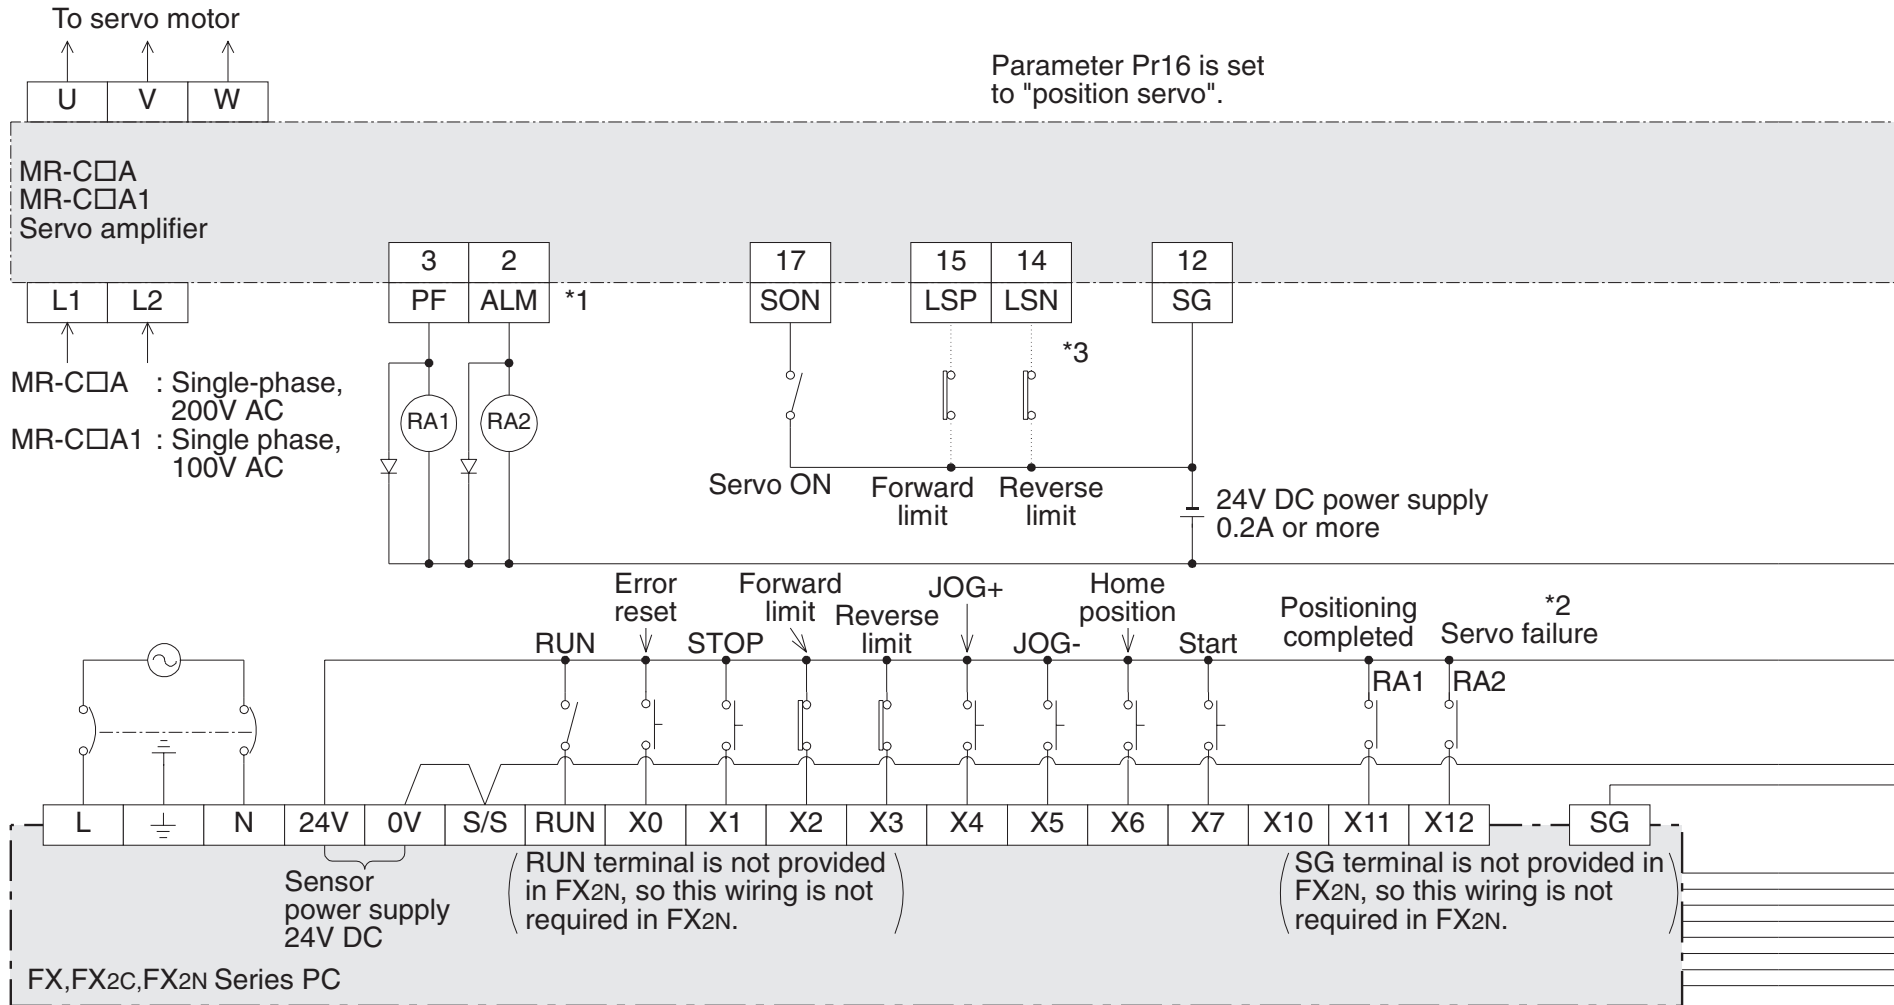 To servo motor
Parameter Pr16 is set
to "position servo".
U V W
MR-C□A
MR-C□A1
Servo amplifier
3 2 17 15 14 12
L1 L2 PF ALM *1 SON LSP LSN SG
*3
MR-C□A : Single-phase,
200V AC
MR-C□A1 : Single phase,
100V AC
RA1 RA2
Servo ON
Forward
limit
Reverse
limit
24V DC power supply
0.2A or more
RUN
Error
reset
STOP
Forward
limit
Reverse
limit
JOG+
JOG-
Home
position
Start
Positioning
completed
*2
Servo failure
RA1 RA2
L N 24V 0V S/S RUN X0 X1 X2 X3 X4 X5 X6 X7 X10 X11 X12 SG
Sensor
power supply
24V DC
RUN terminal is not provided
in FX2N, so this wiring is not
required in FX2N.
SG terminal is not provided in
FX2N, so this wiring is not
required in FX2N.
FX,FX2C,FX2N Series PC